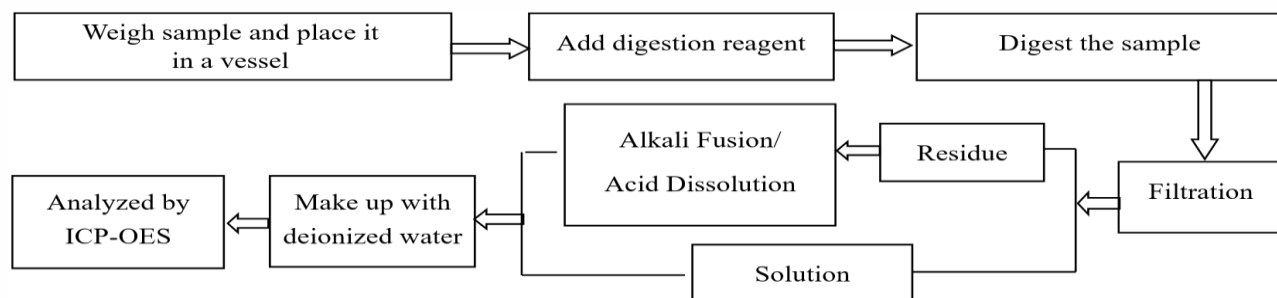 Weigh sample and place it
in a vessel
Add digestion reagent
Digest the sample
Filtration
Residue
Alkali Fusion/
Acid Dissolution
Solution
Make up with
deionized water
Analyzed by
ICP-OES